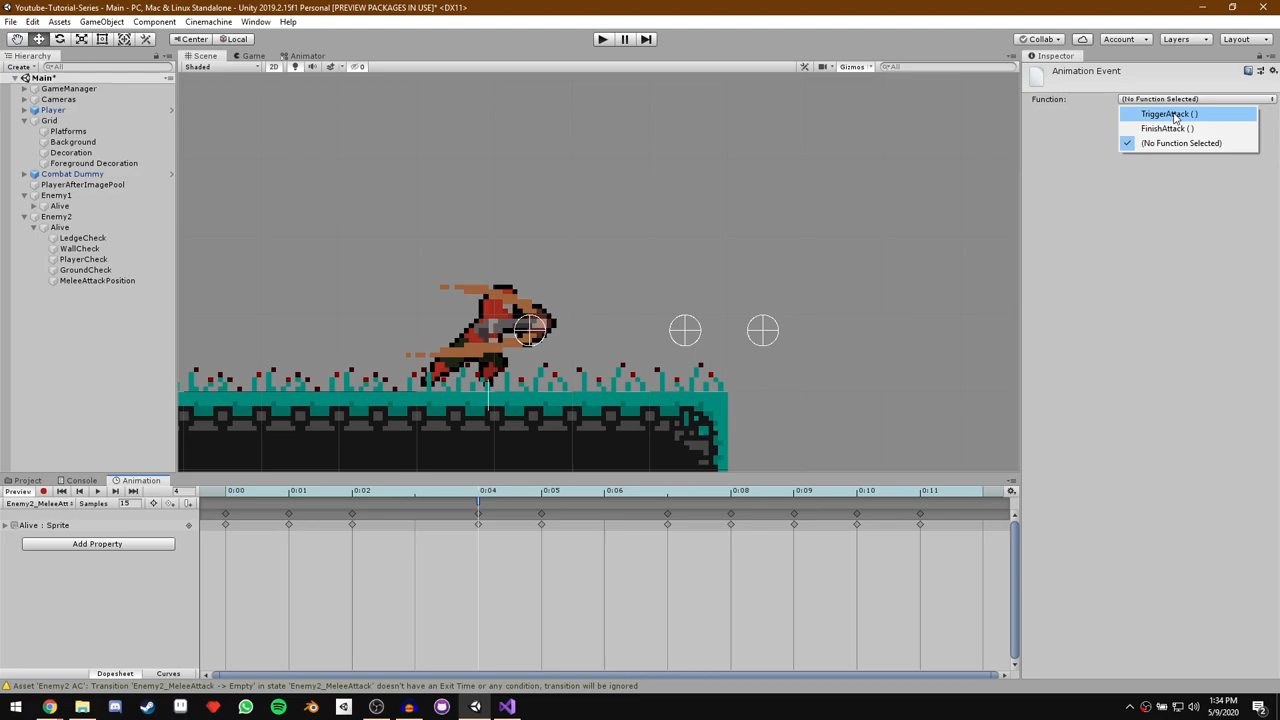 Youtube-Tutorial-Series - Main - PC, Mac & Linux Standalone - Unity 2019.2.15f1 Personal [PREVIEW PACKAGES IN USE]* <DX11>
File Edit Assets GameObject Component Cinemachine Window Help
Center Local Collab Account Layers Layout
Hierarchy
Create All
Main*
GameManager
Cameras
Player
Grid
Platforms
Background
Decoration
Foreground Decoration
Combat Dummy
PlayerAfterImagePool
Enemy1
Alive
Enemy2
Alive
LedgeCheck
WallCheck
PlayerCheck
GroundCheck
MeleeAttackPosition
Scene Game Animator
Shaded 2D 0 Gizmos All
Inspector
Animation Event
Function: (No Function Selected)
TriggerAttack ( )
FinishAttack ( )
(No Function Selected)
Project Console Animation
Preview 4 0:00 0:01 0:02 0:04 0:05 0:06 0:08 0:09 0:10 0:11
Enemy2_MeleeAtt Samples 15
Alive : Sprite
Add Property
Dopesheet Curves
Asset 'Enemy2 AC': Transition 'Enemy2_MeleeAttack -> Empty' in state 'Enemy2_MeleeAttack' doesn't have an Exit Time or any condition, transition will be ignored
1:34 PM
5/9/2020
2